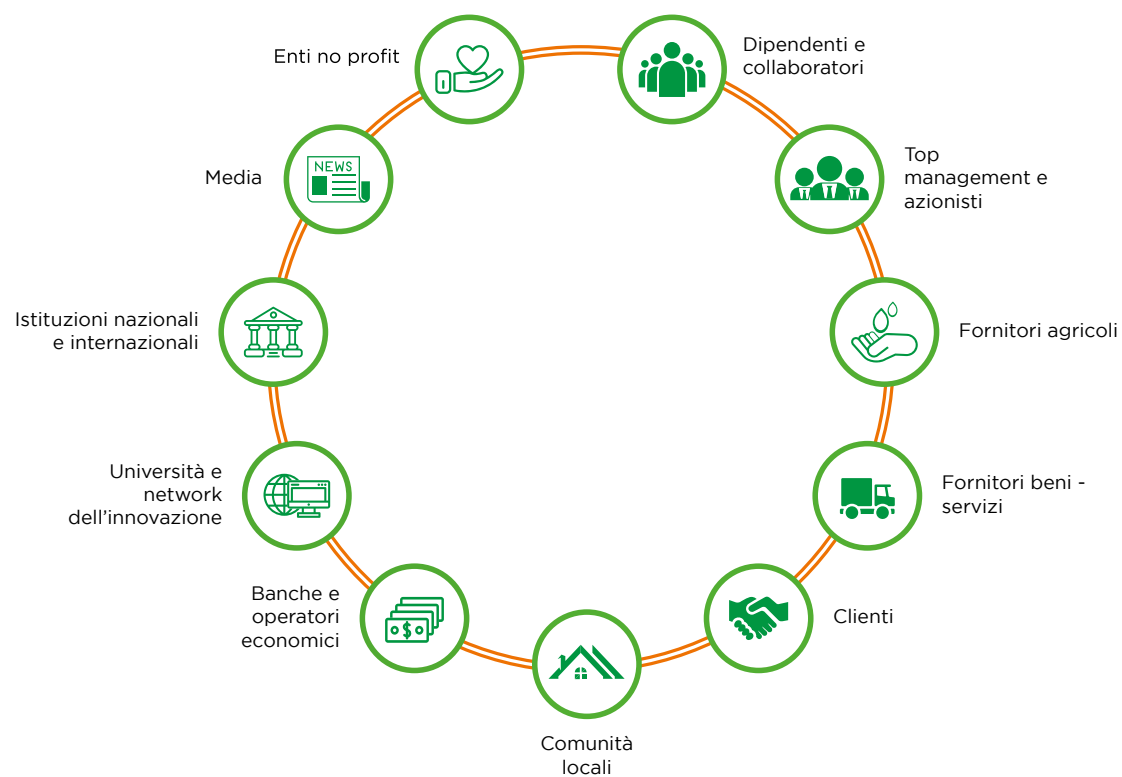 Enti no profit
Dipendenti e
collaboratori
Top
management e
azionisti
Fornitori agricoli
Fornitori beni -
servizi
Clienti
Comunità
locali
Banche e
operatori
economici
$
Università e
network
dell'innovazione
Istituzioni nazionali
e internazionali
Media
NEWS